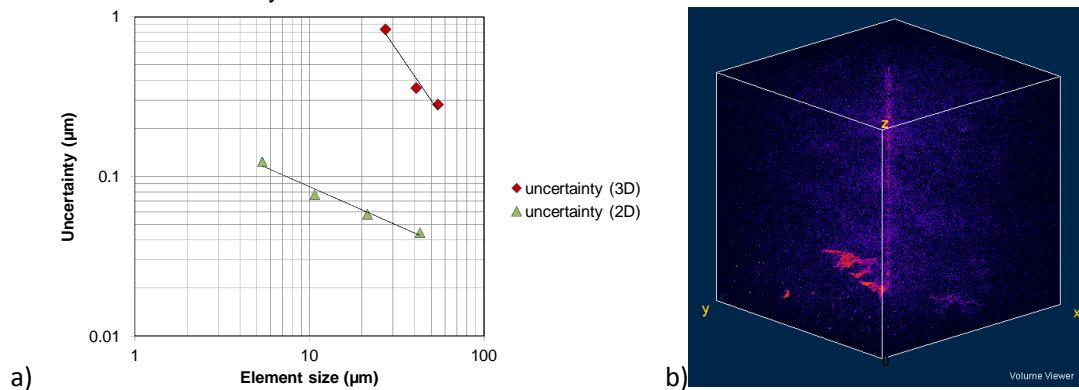 1
0.1
0.01
Uncertainty (µm)
1
10
100
Element size (µm)
uncertainty (3D)
uncertainty (2D)
a)
z
y
x
0
Volume Viewer
b)